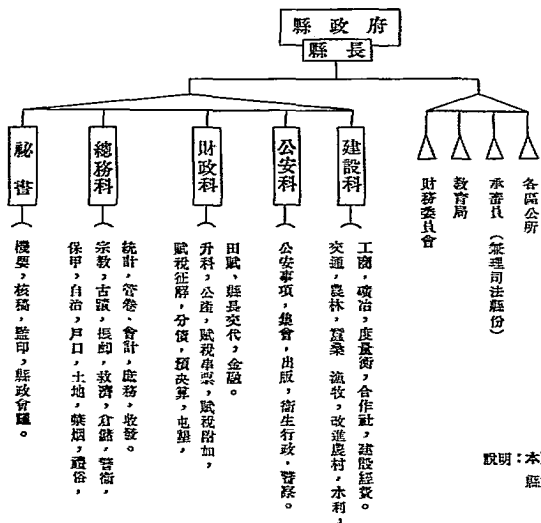 縣政府
縣長
祕書
總務科
財政科
公安科
建設科
財務委員會
教育局
承審員（兼理司法縣份）
各區公所
機要，核稿，監印，縣政會議。
保甲，自治，戶口，土地，禁烟，禮俗，
宗教，古蹟，振卹，救濟，倉儲，警衛，
統計，管卷，會計，庶務，收發。
賦稅征解，公債，預決算，屯墾，
升科，公產，賦稅串票，賦稅附加，
田賦，縣長交代，金融。
公安事項，集會，出版，衛生行政，警察。
交通，農林，蠶桑 漁牧，改進農村，水利，
工商，礦冶，度量衡，合作社，建設經費。
說明：本
縣